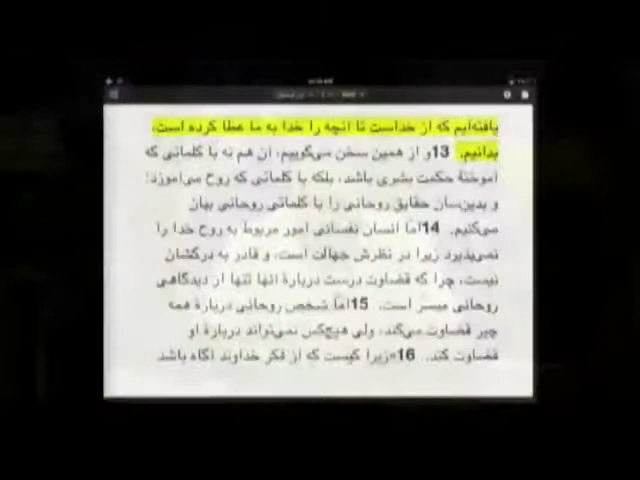 یافته‌ایم که از خداست تا آنچه را خدا به ما عطا کرده است،
بدانیم. 13و از همین سخن می‌گوییم، آن هم نه با کلماتی که
آموختهٔ حکمت بشری باشد، بلکه با کلماتی که روح می‌آموزد؛
و بدین‌سان حقایق روحانی را با کلماتی روحانی بیان
می‌کنیم. 14اما انسان نفسانی امور مربوط به روح خدا را
نمی‌پذیرد زیرا در نظرش جهالت است، و قادر به درکشان
نیست، چرا که قضاوت درست دربارهٔ آنها تنها از دیدگاهی
روحانی میسر است. 15اما شخص روحانی دربارهٔ همه
چیز قضاوت می‌کند، ولی هیچ‌کس نمی‌تواند دربارهٔ او
قضاوت کند. 16«زیرا کیست که از فکر خداوند آگاه باشد